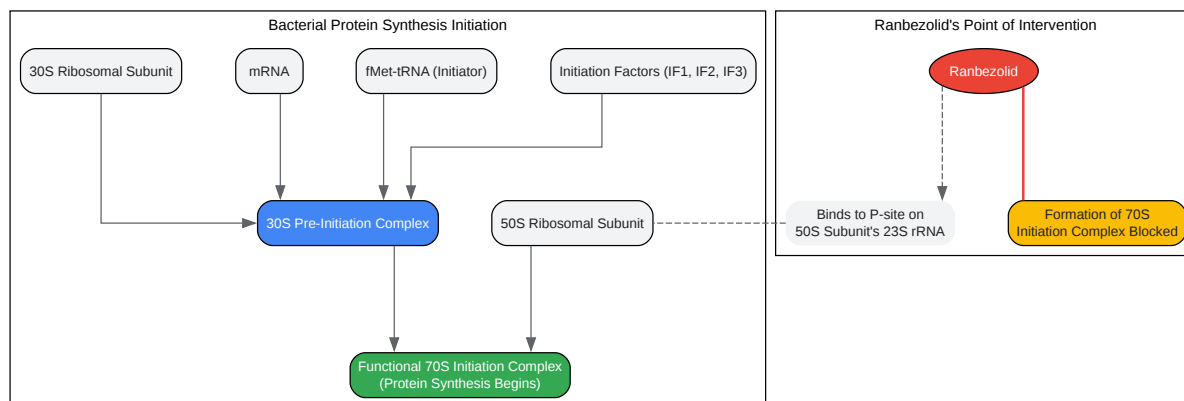 Bacterial Protein Synthesis Initiation
Ranbezolid's Point of Intervention
30S Ribosomal Subunit
mRNA
fMet-tRNA (Initiator)
Initiation Factors (IF1, IF2, IF3)
Ranbezolid
30S Pre-Initiation Complex
50S Ribosomal Subunit
Binds to P-site on
50S Subunit's 23S rRNA
Formation of 70S
Initiation Complex Blocked
Functional 70S Initiation Complex
(Protein Synthesis Begins)